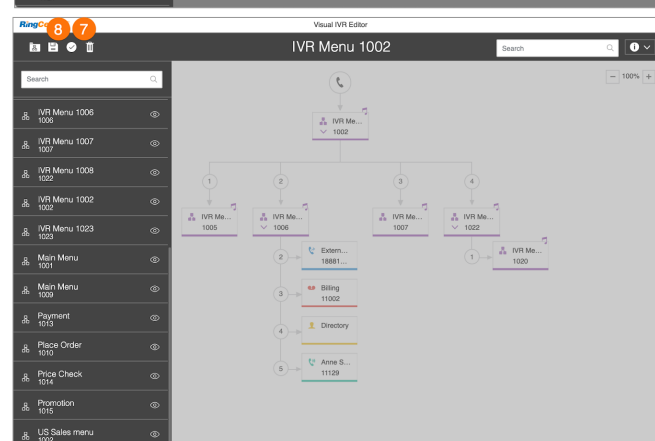 RingCe
8
7
Visual IVR Editor
IVR Menu 1002
Search
Search
100%
IVR Menu 1006
1006
IVR Menu 1007
1007
IVR Menu 1008
1022
IVR Menu 1002
1002
IVR Menu 1023
1023
Main Menu
1001
Main Menu
1009
Payment
1013
Place Order
1010
Price Check
1014
Promotion
1015
US Sales menu
1002
IVR Me...
1002
1
2
3
4
IVR Me...
1005
IVR Me...
1006
IVR Me...
1007
IVR Me...
1022
2
Extern...
18881...
1
IVR Me...
1020
3
Billing
11002
4
Directory
5
Anne S...
11129